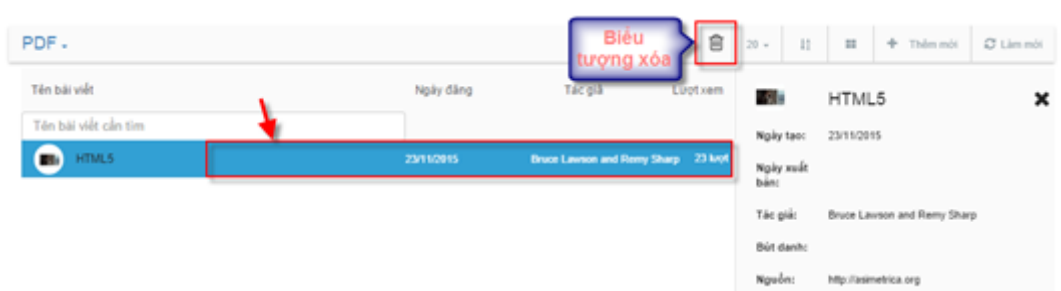 PDF
Biểu
tượng xóa
20
Thêm mới
Làm mới
Tên bài viết
Ngày đăng
Tác giả
Lượt xem
HTML5
Tên bài viết cần tìm
Ngày tạo:
23/11/2015
HTML5
23/11/2015
Bruce Lawson and Remy Sharp
23 lượt
Ngày xuất
bản:
Tác giả:
Bruce Lawson and Remy Sharp
Bút danh:
Nguồn:
http://asimetrica.org